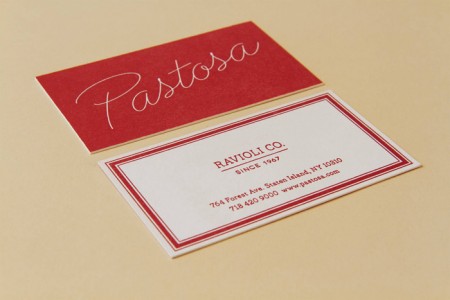 Pastosa
RAVIOLI CO.
SINCE 1967
764 Forest Ave. Staten Island, NY 10310
718 420 9000 www.pastosa.com